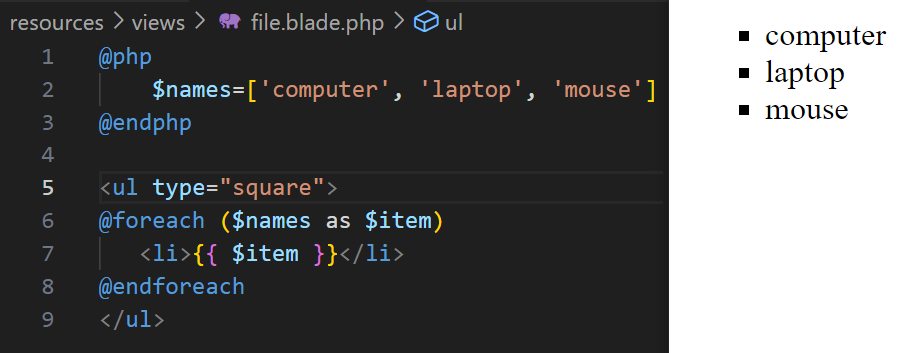 resources > views > file.blade.php > ul
1 @php
2     $names=['computer', 'laptop', 'mouse']
3 @endphp
4
5 <ul type="square">
6 @foreach ($names as $item)
7    <li>{{ $item }}</li>
8 @endforeach
9 </ul>
▪ computer
▪ laptop
▪ mouse